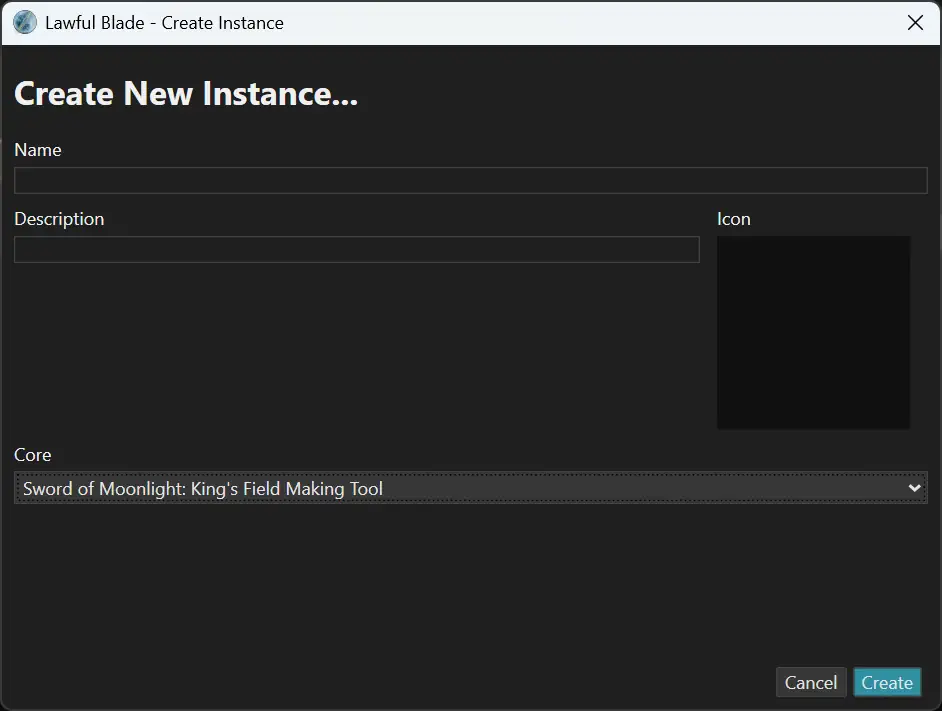 Lawful Blade - Create Instance
Create New Instance...
Name
Description
Icon
Core
Sword of Moonlight: King's Field Making Tool
Cancel
Create